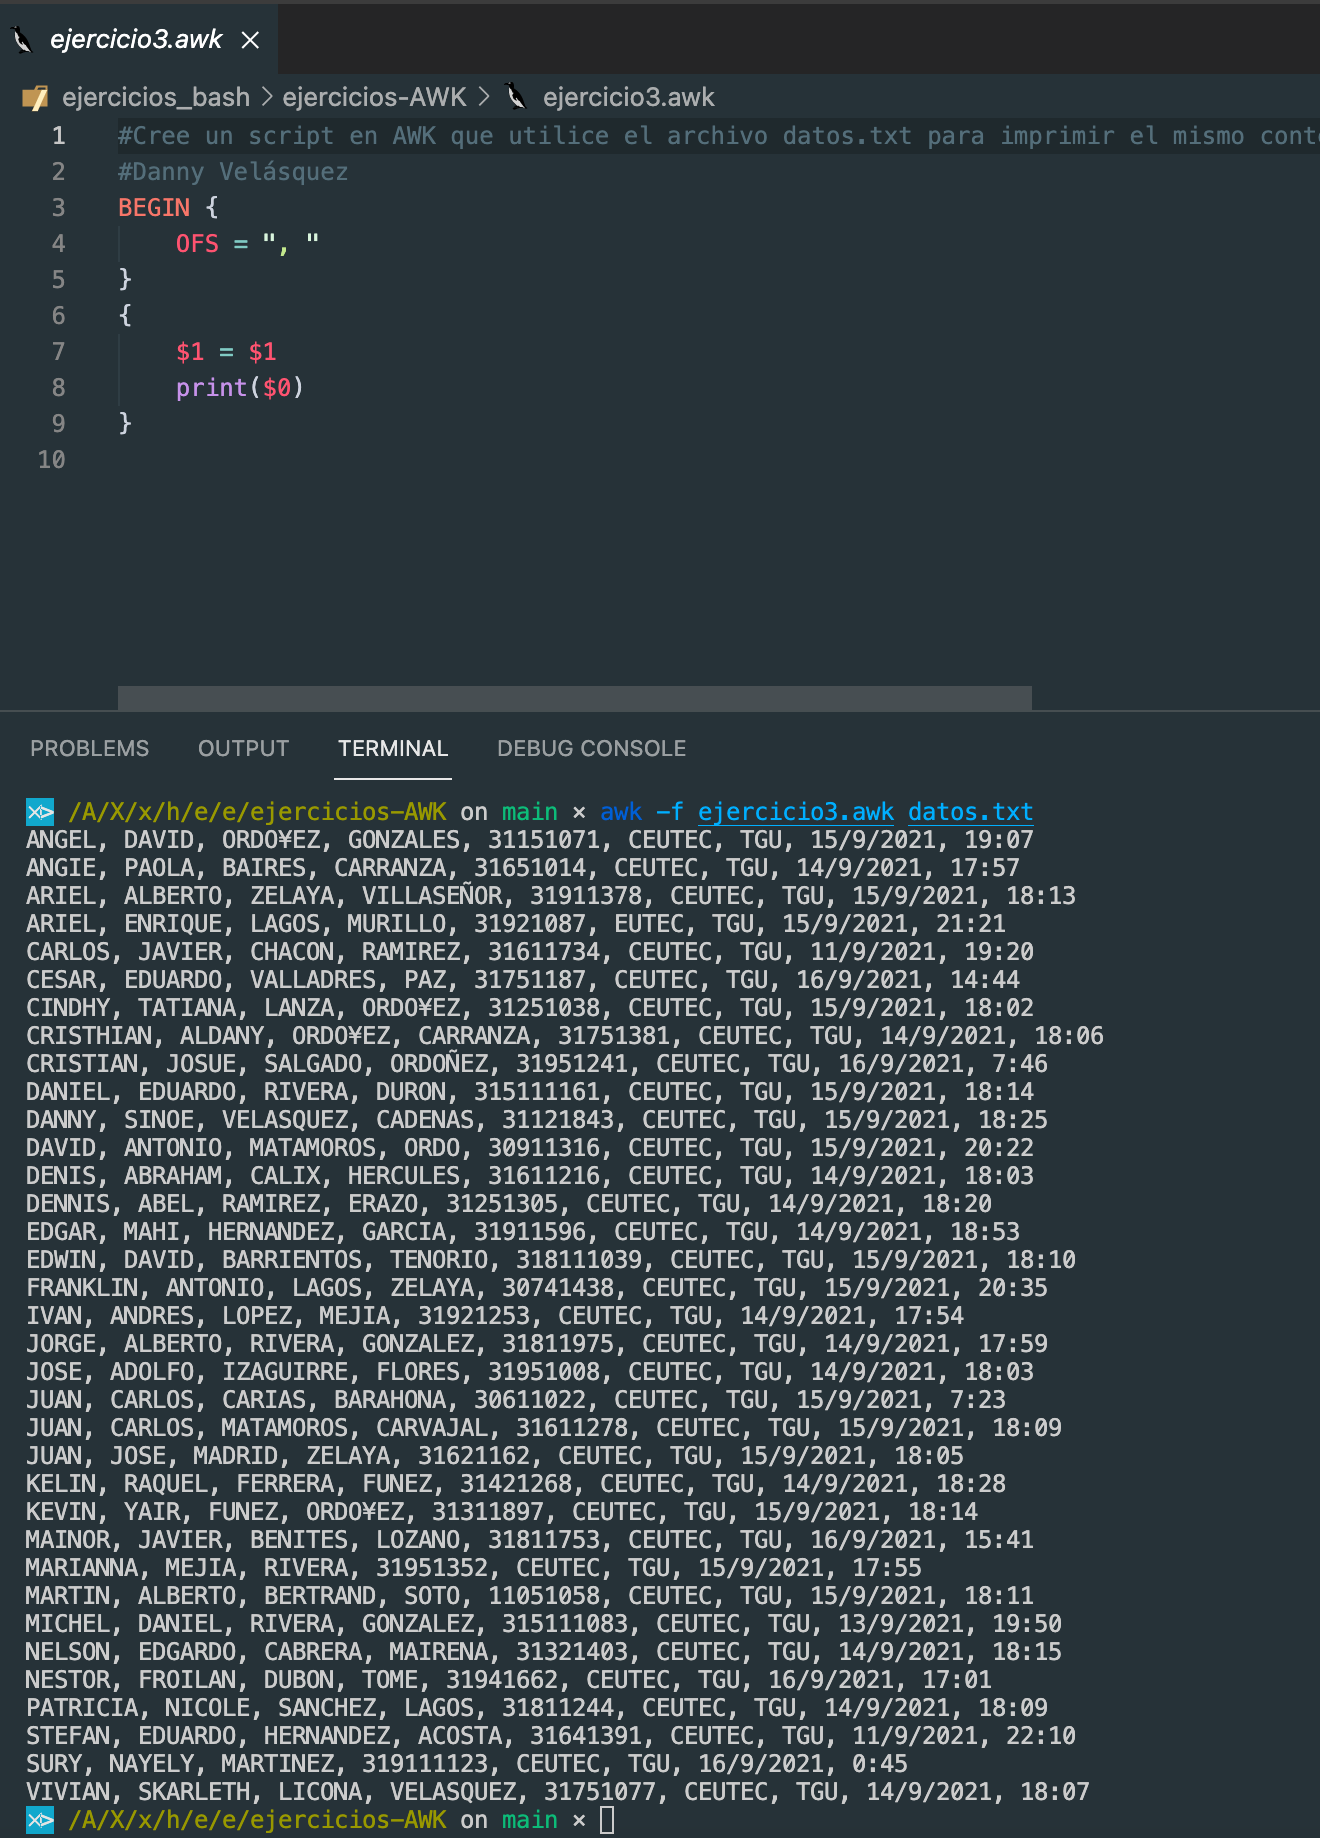 ejercicio3.awk
ejercicios_bash > ejercicios-AWK > ejercicio3.awk
1 #Cree un script en AWK que utilice el archivo datos.txt para imprimir el mismo
2 #Danny Velásquez
3 BEGIN {
4 OFS = ", "
5 }
6 {
7 $1 = $1
8 print($0)
9 }
10
PROBLEMS OUTPUT TERMINAL DEBUG CONSOLE
/A/X/x/h/e/e/ejercicios-AWK on main × awk -f ejercicio3.awk datos.txt
ANGEL, DAVID, ORDO¥EZ, GONZALES, 31151071, CEUTEC, TGU, 15/9/2021, 19:07
ANGIE, PAOLA, BAIRES, CARRANZA, 31651014, CEUTEC, TGU, 14/9/2021, 17:57
ARIEL, ALBERTO, ZELAYA, VILLASEÑOR, 31911378, CEUTEC, TGU, 15/9/2021, 18:13
ARIEL, ENRIQUE, LAGOS, MURILLO, 31921087, EUTEC, TGU, 15/9/2021, 21:21
CARLOS, JAVIER, CHACON, RAMIREZ, 31611734, CEUTEC, TGU, 11/9/2021, 19:20
CESAR, EDUARDO, VALLADRES, PAZ, 31751187, CEUTEC, TGU, 16/9/2021, 14:44
CINDHY, TATIANA, LANZA, ORDO¥EZ, 31251038, CEUTEC, TGU, 15/9/2021, 18:02
CRISTHIAN, ALDANY, ORDO¥EZ, CARRANZA, 31751381, CEUTEC, TGU, 14/9/2021, 18:06
CRISTIAN, JOSUE, SALGADO, ORDOÑEZ, 31951241, CEUTEC, TGU, 16/9/2021, 7:46
DANIEL, EDUARDO, RIVERA, DURON, 315111161, CEUTEC, TGU, 15/9/2021, 18:14
DANNY, SINOE, VELASQUEZ, CADENAS, 31121843, CEUTEC, TGU, 15/9/2021, 18:25
DAVID, ANTONIO, MATAMOROS, ORDO, 30911316, CEUTEC, TGU, 15/9/2021, 20:22
DENIS, ABRAHAM, CALIX, HERCULES, 31611216, CEUTEC, TGU, 14/9/2021, 18:03
DENNIS, ABEL, RAMIREZ, ERAZO, 31251305, CEUTEC, TGU, 14/9/2021, 18:20
EDGAR, MAHI, HERNANDEZ, GARCIA, 31911596, CEUTEC, TGU, 14/9/2021, 18:53
EDWIN, DAVID, BARRIENTOS, TENORIO, 318111039, CEUTEC, TGU, 15/9/2021, 18:10
FRANKLIN, ANTONIO, LAGOS, ZELAYA, 30741438, CEUTEC, TGU, 15/9/2021, 20:35
IVAN, ANDRES, LOPEZ, MEJIA, 31921253, CEUTEC, TGU, 14/9/2021, 17:54
JORGE, ALBERTO, RIVERA, GONZALEZ, 31811975, CEUTEC, TGU, 14/9/2021, 17:59
JOSE, ADOLFO, IZAGUIRRE, FLORES, 31951008, CEUTEC, TGU, 14/9/2021, 18:03
JUAN, CARLOS, CARIAS, BARAHONA, 30611022, CEUTEC, TGU, 15/9/2021, 7:23
JUAN, CARLOS, MATAMOROS, CARVAJAL, 31611278, CEUTEC, TGU, 15/9/2021, 18:09
JUAN, JOSE, MADRID, ZELAYA, 31621162, CEUTEC, TGU, 15/9/2021, 18:05
KELIN, RAQUEL, FERRERA, FUNEZ, 31421268, CEUTEC, TGU, 14/9/2021, 18:28
KEVIN, YAIR, FUNEZ, ORDO¥EZ, 31311897, CEUTEC, TGU, 15/9/2021, 18:14
MAINOR, JAVIER, BENITES, LOZANO, 31811753, CEUTEC, TGU, 16/9/2021, 15:41
MARIANNA, MEJIA, RIVERA, 31951352, CEUTEC, TGU, 15/9/2021, 17:55
MARTIN, ALBERTO, BERTRAND, SOTO, 11051058, CEUTEC, TGU, 15/9/2021, 18:11
MICHEL, DANIEL, RIVERA, GONZALEZ, 315111083, CEUTEC, TGU, 13/9/2021, 19:50
NELSON, EDGARDO, CABRERA, MAIRENA, 31321403, CEUTEC, TGU, 14/9/2021, 18:15
NESTOR, FROILAN, DUBON, TOME, 31941662, CEUTEC, TGU, 16/9/2021, 17:01
PATRICIA, NICOLE, SANCHEZ, LAGOS, 31811244, CEUTEC, TGU, 14/9/2021, 18:09
STEFAN, EDUARDO, HERNANDEZ, ACOSTA, 31641391, CEUTEC, TGU, 11/9/2021, 22:10
SURY, NAYELY, MARTINEZ, 319111123, CEUTEC, TGU, 16/9/2021, 0:45
VIVIAN, SKARLETH, LICONA, VELASQUEZ, 31751077, CEUTEC, TGU, 14/9/2021, 18:07
/A/X/x/h/e/e/ejercicios-AWK on main ×